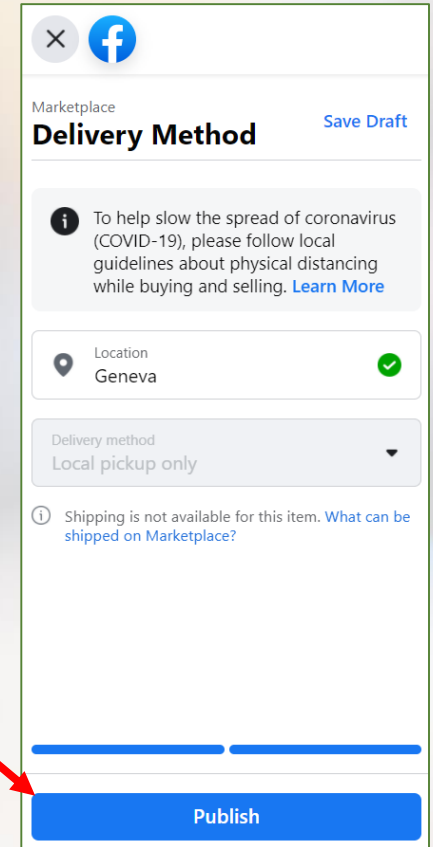 Marketplace
Delivery Method
Save Draft
To help slow the spread of coronavirus
(COVID-19), please follow local
guidelines about physical distancing
while buying and selling. Learn More
Location
Geneva
Delivery method
Local pickup only
Shipping is not available for this item. What can be
shipped on Marketplace?
Publish